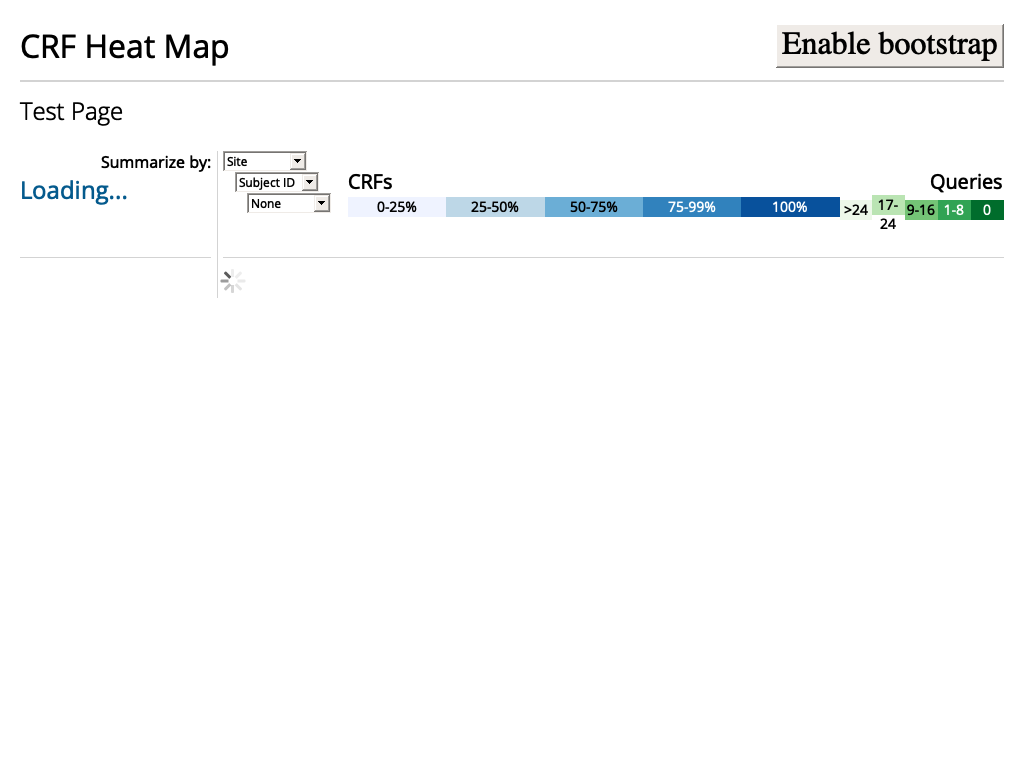 CRF Heat Map
Enable bootstrap
Test Page
Summarize by:
Site
Loading...
Subject ID
None
CRFs
Queries
0-25% 25-50% 50-75% 75-99% 100% >24 17-24 9-16 1-8 0